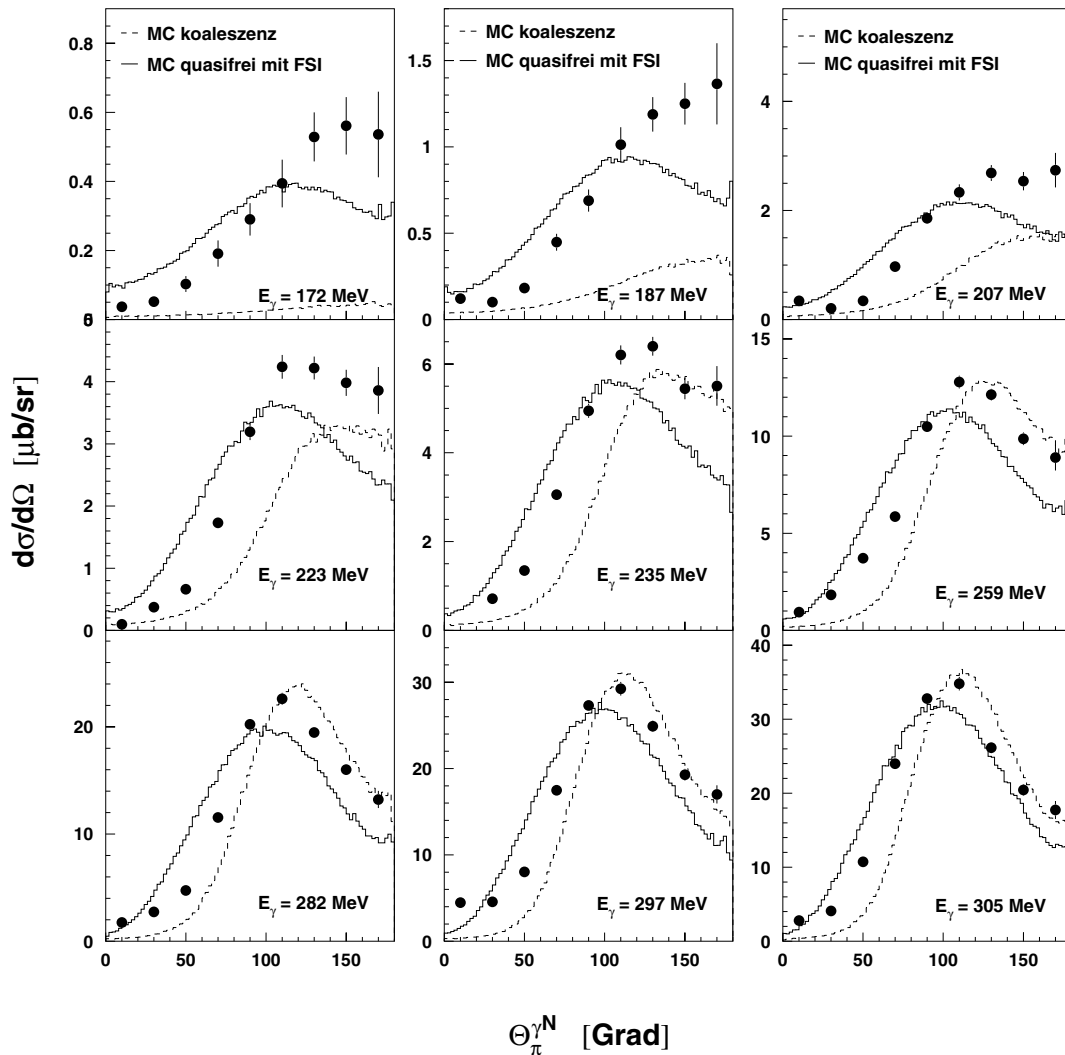 MC koaleszenz
MC quasifrei mit FSI
0.8
0.6
0.4
0.2
E_γ = 172 MeV
MC koaleszenz
MC quasifrei mit FSI
1.5
1
0.5
0
E_γ = 187 MeV
MC koaleszenz
MC quasifrei mit FSI
4
2
0
E_γ = 207 MeV
dσ/dΩ [μb/sr]
4
3
2
1
0
E_γ = 223 MeV
6
4
2
0
E_γ = 235 MeV
15
10
5
0
E_γ = 259 MeV
20
10
0
E_γ = 282 MeV
0 50 100 150
30
20
10
0
E_γ = 297 MeV
0 50 100 150
40
30
20
10
0
E_γ = 305 MeV
0 50 100 150
Θ_π^γN [Grad]